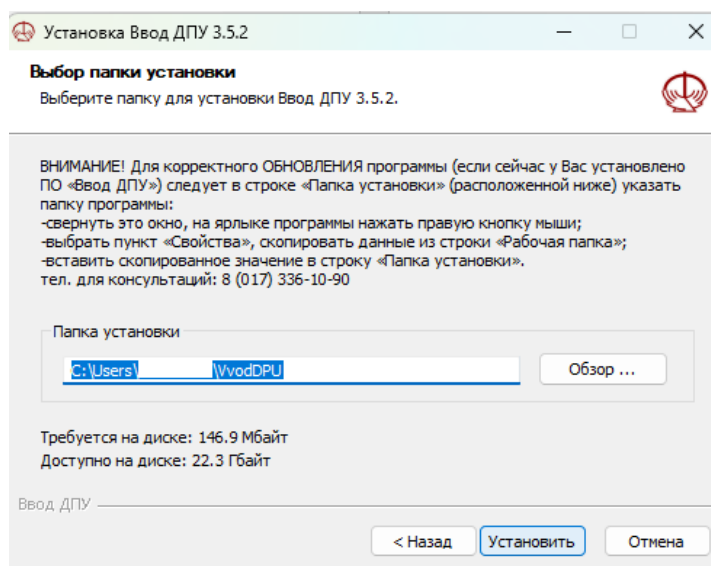 Установка Ввод ДПУ 3.5.2
Выбор папки установки
Выберите папку для установки Ввод ДПУ 3.5.2.
ВНИМАНИЕ! Для корректного ОБНОВЛЕНИЯ программы (если сейчас у Вас установлено
ПО «Ввод ДПУ») следует в строке «Папка установки» (расположенной ниже) указать
папку программы:
-свернуть это окно, на ярлыке программы нажать правую кнопку мыши;
-выбрать пункт «Свойства», скопировать данные из строки «Рабочая папка»;
-вставить скопированное значение в строку «Папка установки».
тел. для консультаций: 8 (017) 336-10-90
Папка установки
C:\Users\ \VvodDPU
Обзор ...
Требуется на диске: 146.9 Мбайт
Доступно на диске: 22.3 Гбайт
Ввод ДПУ
< Назад Установить Отмена